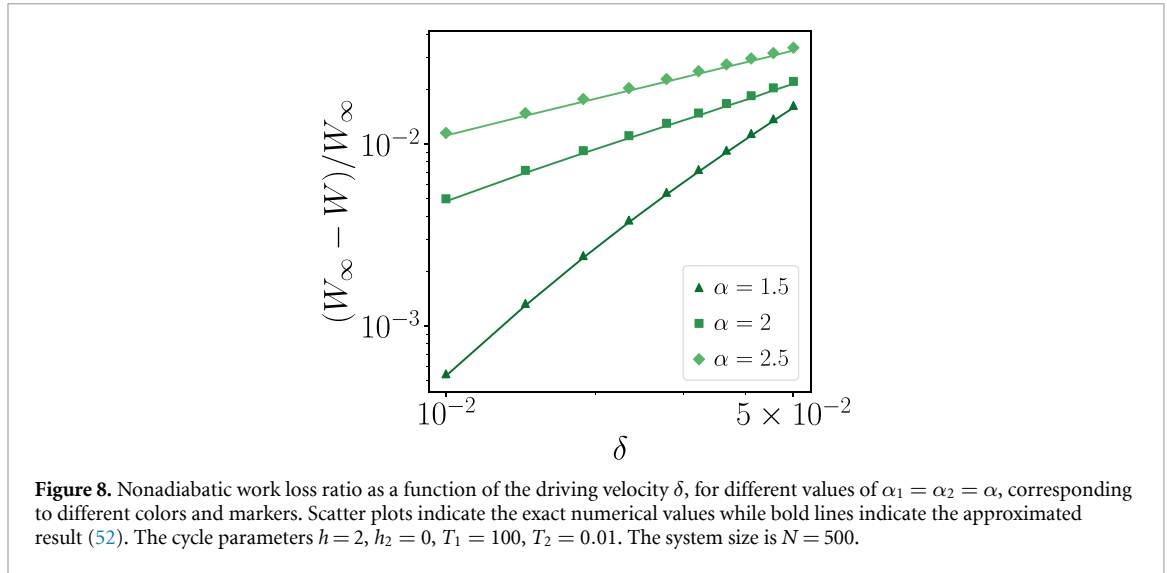 (W∞ − W)/W∞
10⁻²
10⁻³
α = 1.5
α = 2
α = 2.5
10⁻²
5 × 10⁻²
δ
Figure 8. Nonadiabatic work loss ratio as a function of the driving velocity δ, for different values of α₁ = α₂ = α, corresponding
to different colors and markers. Scatter plots indicate the exact numerical values while bold lines indicate the approximated
result (52). The cycle parameters h = 2, h₂ = 0, T₁ = 100, T₂ = 0.01. The system size is N = 500.